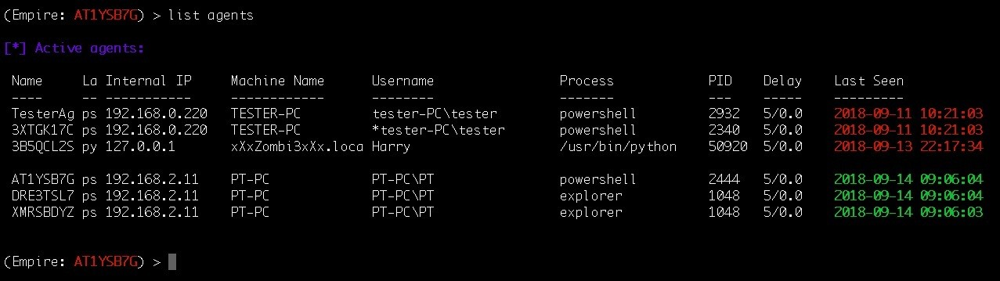 (Empire: AT1YSB7G) > list agents
[*] Active agents:
Name La Internal IP Machine Name Username Process PID Delay Last Seen
---- -- ----------- ------------ -------- ------- --- ----- ---------
TesterAg ps 192.168.0.220 TESTER-PC tester-PC\tester powershell 2932 5/0.0 2018-09-11 10:21:03
3XTGK17C ps 192.168.0.220 TESTER-PC *tester-PC\tester powershell 2340 5/0.0 2018-09-11 10:21:03
3B5QCL2S py 127.0.0.1 xXxZombi3xXx.loca Harry /usr/bin/python 50920 5/0.0 2018-09-13 22:17:34
AT1YSB7G ps 192.168.2.11 PT-PC PT-PC\PT powershell 2444 5/0.0 2018-09-14 09:06:04
DRE3TSL7 ps 192.168.2.11 PT-PC PT-PC\PT explorer 1048 5/0.0 2018-09-14 09:06:04
XMRSBDYZ ps 192.168.2.11 PT-PC PT-PC\PT explorer 1048 5/0.0 2018-09-14 09:06:03
(Empire: AT1YSB7G) >